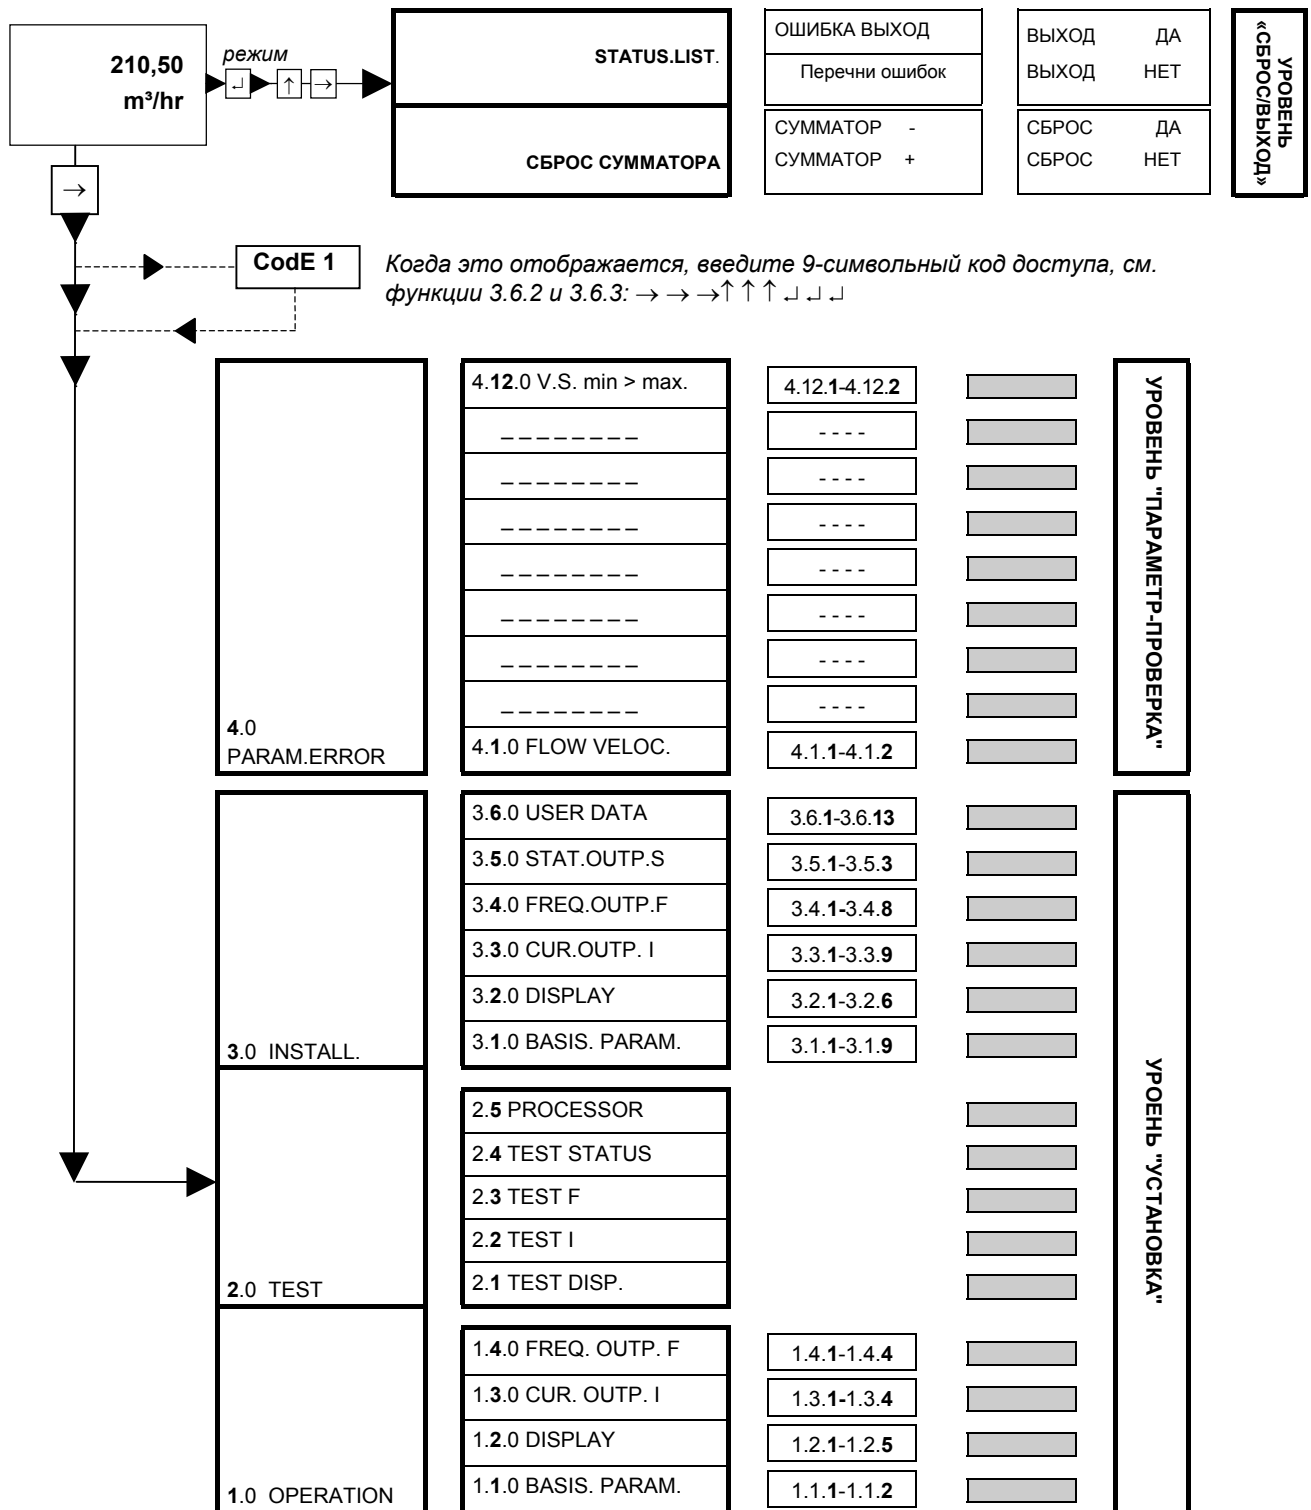 210,50
m³/hr
режим
↵ ↑ →
STATUS.LIST.
ОШИБКА ВЫХОД
Перечни ошибок
ВЫХОД ДА
ВЫХОД НЕТ
СБРОС СУММАТОРА
СУММАТОР -
СУММАТОР +
СБРОС ДА
СБРОС НЕТ
УРОВЕНЬ
«СБРОС/ВЫХОД»
→
CodE 1
Когда это отображается, введите 9-символьный код доступа, см.
функции 3.6.2 и 3.6.3: → → →↑ ↑ ↑ ↵ ↵ ↵
4.0
PARAM.ERROR
4.12.0 V.S. min > max.
4.12.1-4.12.2
_ _ _ _ _ _ _ _
- - - -
_ _ _ _ _ _ _ _
- - - -
_ _ _ _ _ _ _ _
- - - -
_ _ _ _ _ _ _ _
- - - -
_ _ _ _ _ _ _ _
- - - -
_ _ _ _ _ _ _ _
- - - -
_ _ _ _ _ _ _ _
- - - -
4.1.0 FLOW VELOC.
4.1.1-4.1.2
УРОВЕНЬ "ПАРАМЕТР-ПРОВЕРКА"
3.0 INSTALL.
3.6.0 USER DATA
3.6.1-3.6.13
3.5.0 STAT.OUTP.S
3.5.1-3.5.3
3.4.0 FREQ.OUTP.F
3.4.1-3.4.8
3.3.0 CUR.OUTP. I
3.3.1-3.3.9
3.2.0 DISPLAY
3.2.1-3.2.6
3.1.0 BASIS. PARAM.
3.1.1-3.1.9
2.0 TEST
2.5 PROCESSOR
2.4 TEST STATUS
2.3 TEST F
2.2 TEST I
2.1 TEST DISP.
1.0 OPERATION
1.4.0 FREQ. OUTP. F
1.4.1-1.4.4
1.3.0 CUR. OUTP. I
1.3.1-1.3.4
1.2.0 DISPLAY
1.2.1-1.2.5
1.1.0 BASIS. PARAM.
1.1.1-1.1.2
УРОЕНЬ "УСТАНОВКА"